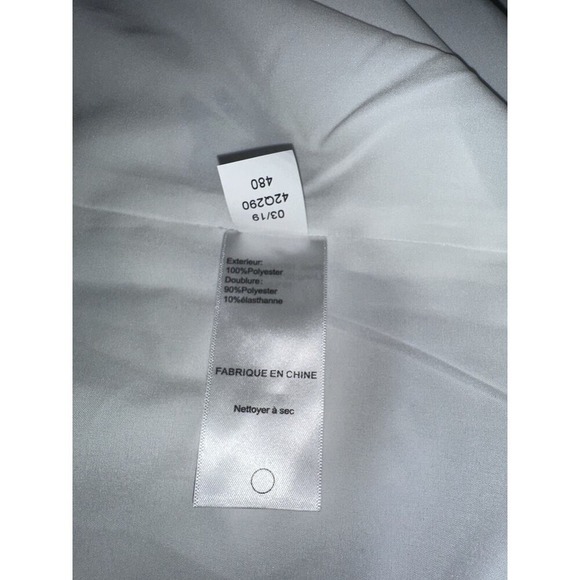 03/19
42Q290
480
Exterieur:
100%Polyester
Doublure:
90%Polyester
10%élasthanne
FABRIQUE EN CHINE
Nettoyer à sec